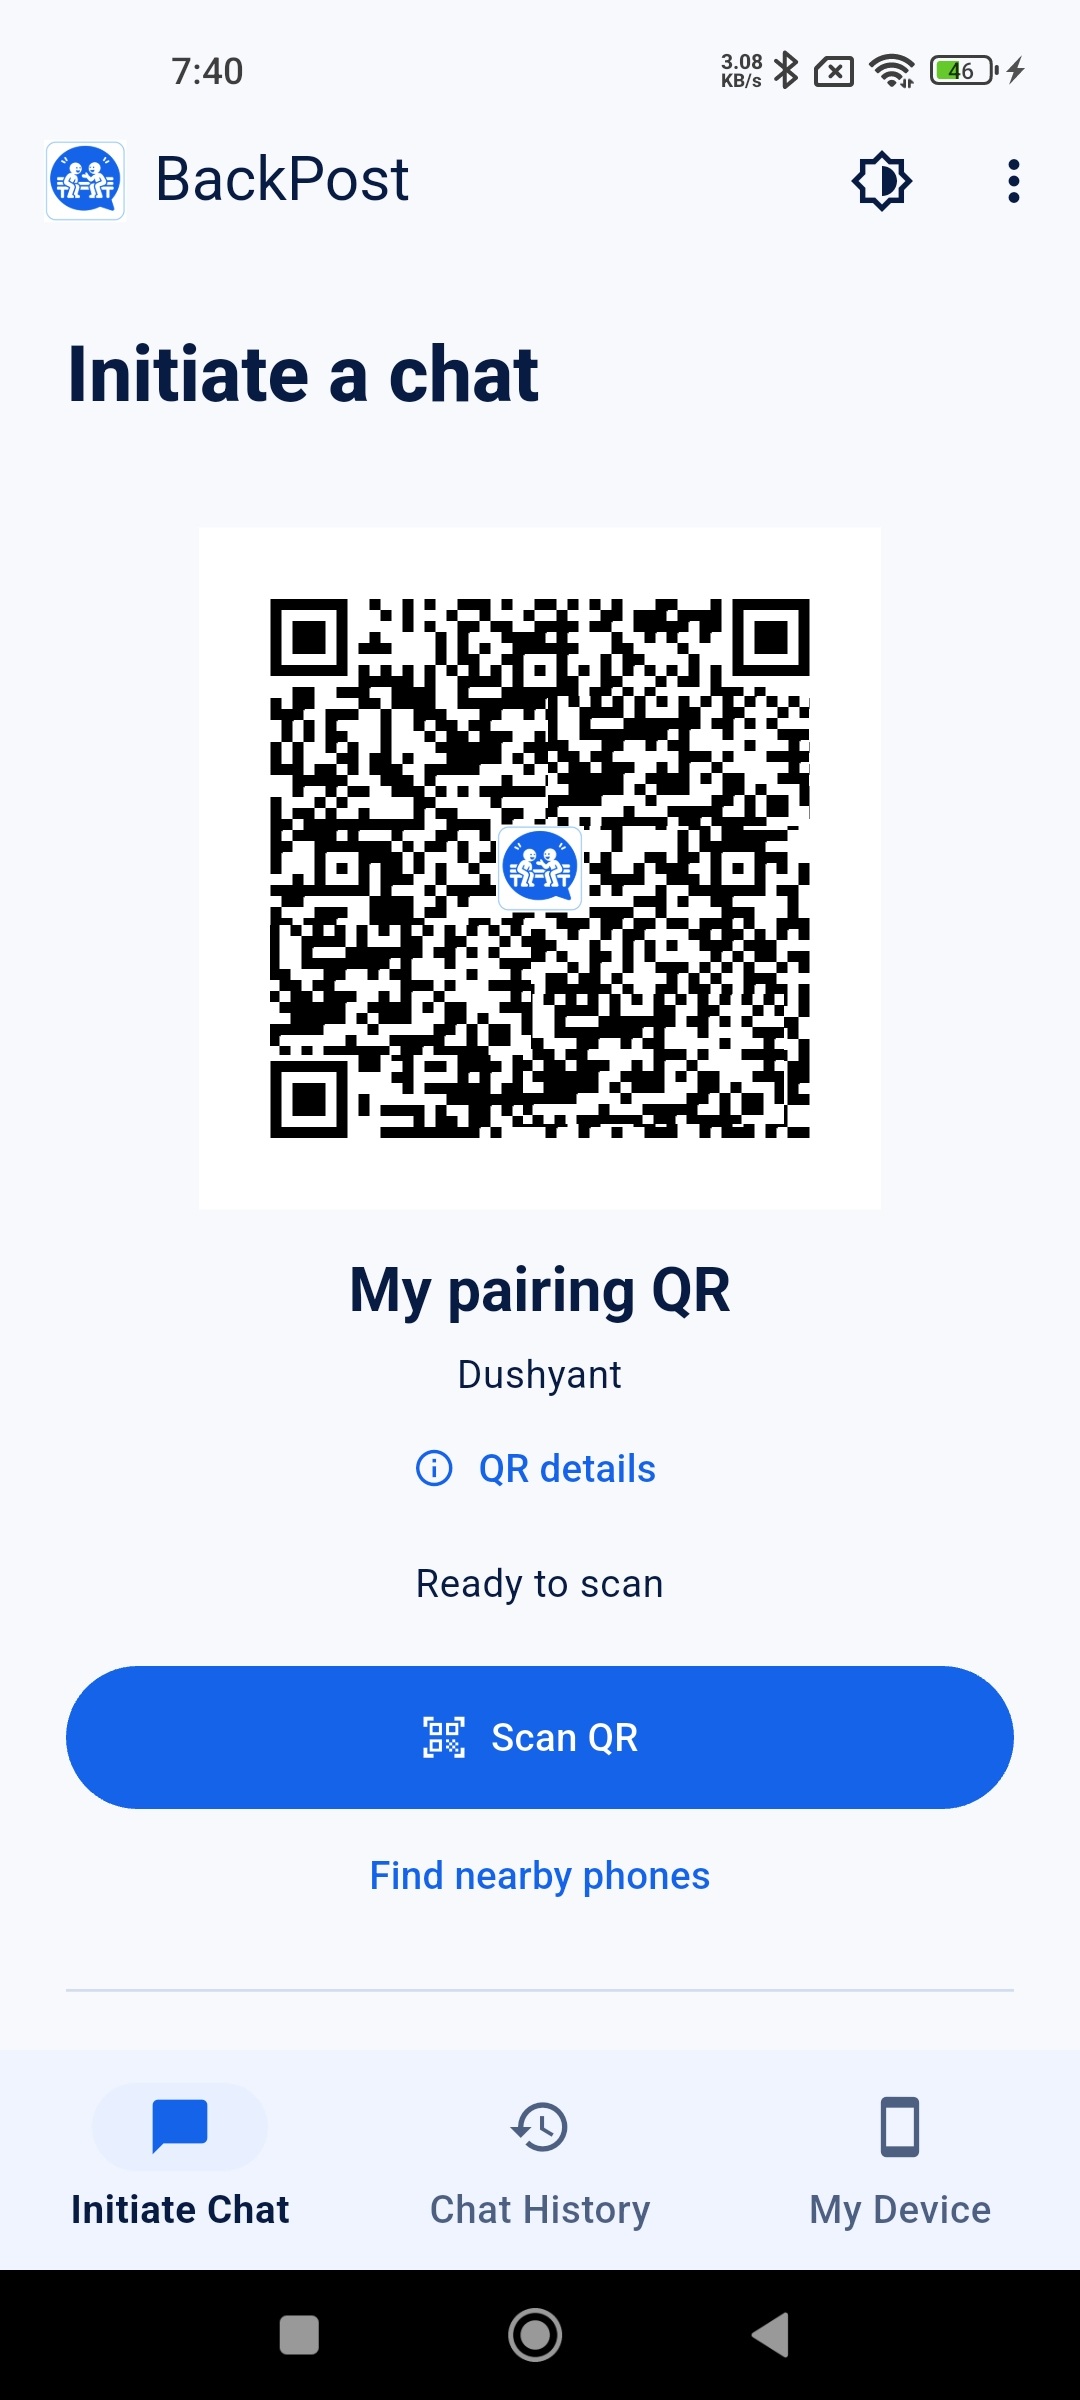 7:40
3.08
KB/s
46
BackPost
Initiate a chat
My pairing QR
Dushyant
QR details
Ready to scan
Scan QR
Find nearby phones
Initiate Chat
Chat History
My Device